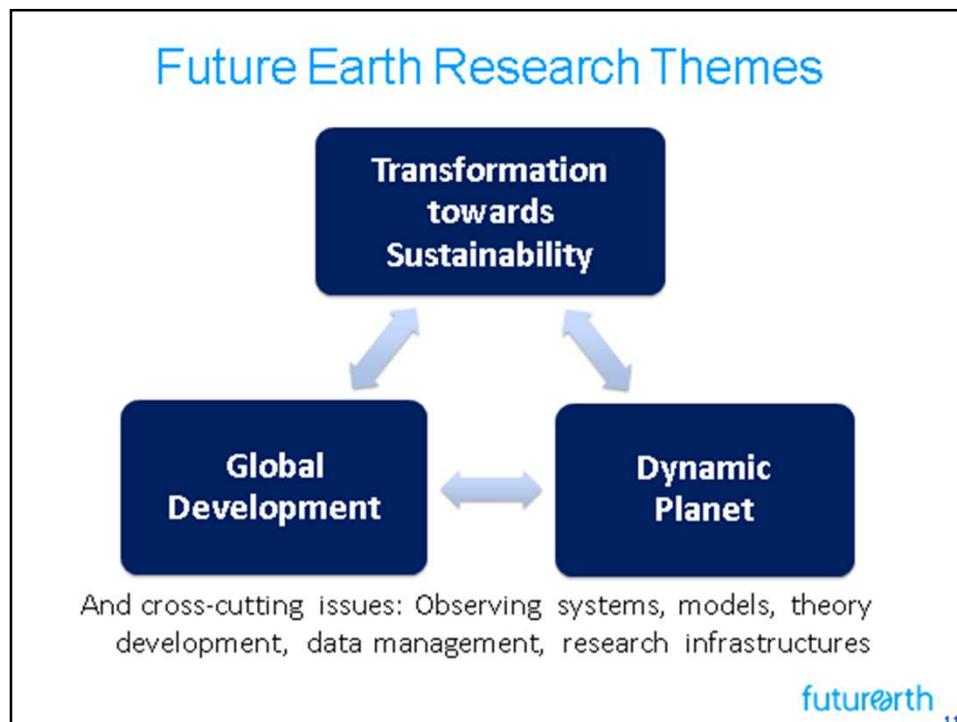 Future Earth Research Themes
Transformation
towards
Sustainability
Global
Development
Dynamic
Planet
And cross-cutting issues: Observing systems, models, theory
development, data management, research infrastructures
futurearth